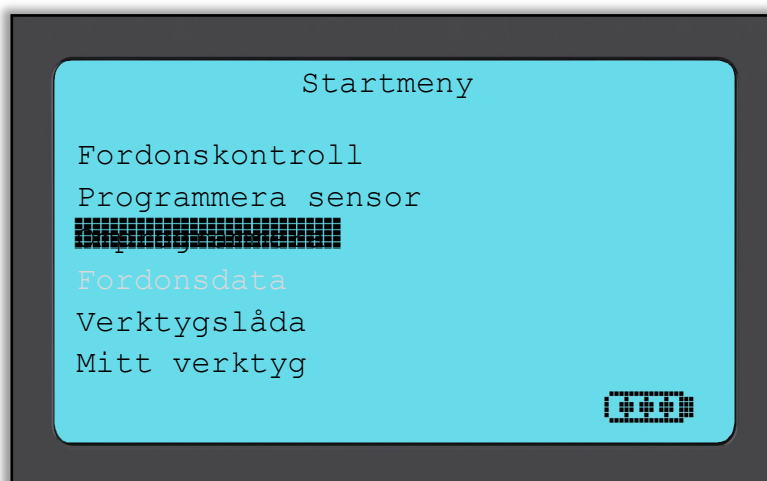 Startmeny
Fordonskontroll
Programmera sensor
Fordonsdata
Verktygslåda
Mitt verktyg